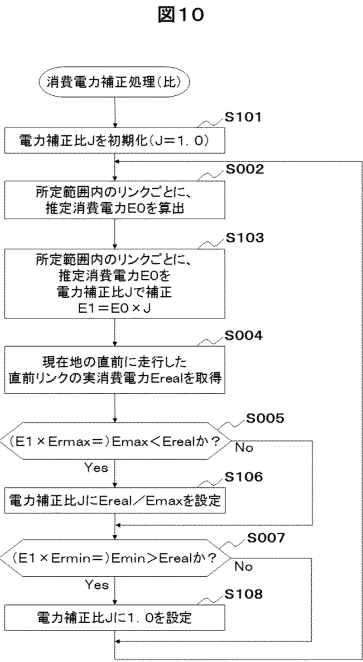 図10
消費電力補正処理(比)
S101
電力補正比Jを初期化(J=1.0)
S002
所定範囲内のリンクごとに、
推定消費電力E0を算出
S103
所定範囲内のリンクごとに、
推定消費電力E0を
電力補正比Jで補正
E1=E0×J
S004
現在地の直前に走行した
直前リンクの実消費電力Erealを取得
S005
(E1×Ermax=)Emax<Erealか?
No
Yes
S106
電力補正比JにEreal/Emaxを設定
S007
(E1×Ermin=)Emin>Erealか?
No
Yes
S108
電力補正比Jに1.0を設定